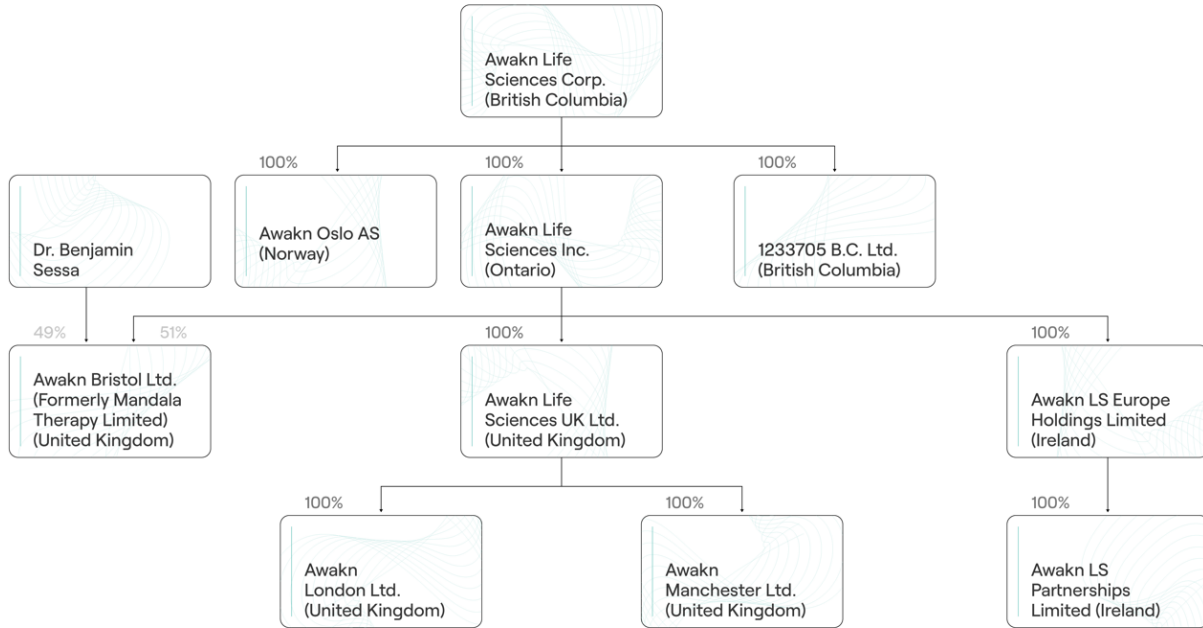 Awakn Life
Sciences Corp.
(British Columbia)
100%
100%
100%
Dr. Benjamin
Sessa
Awakn Oslo AS
(Norway)
Awakn Life
Sciences Inc.
(Ontario)
1233705 B.C. Ltd.
(British Columbia)
49%
51%
100%
100%
Awakn Bristol Ltd.
(Formerly Mandala
Therapy Limited)
(United Kingdom)
Awakn Life
Sciences UK Ltd.
(United Kingdom)
Awakn LS Europe
Holdings Limited
(Ireland)
100%
100%
100%
Awakn
London Ltd.
(United Kingdom)
Awakn
Manchester Ltd.
(United Kingdom)
Awakn LS
Partnerships
Limited (Ireland)